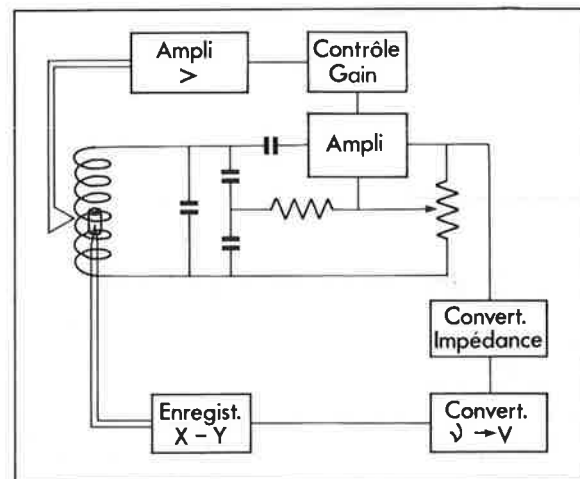 Ampli
>
Contrôle
Gain
Ampli
Convert.
Impédance
Enregist.
X - Y
Convert.
ν → V